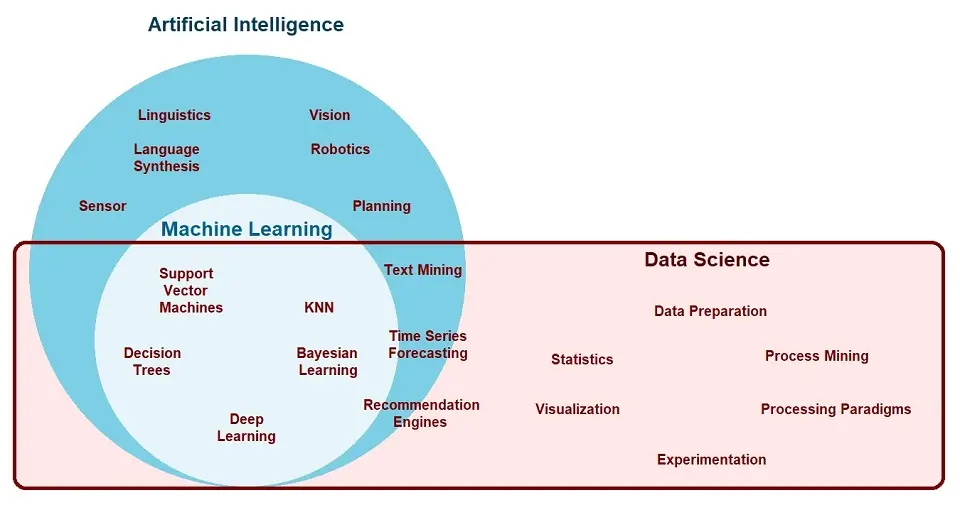 Artificial Intelligence
Linguistics
Vision
Language
Synthesis
Robotics
Sensor
Planning
Machine Learning
Data Science
Support
Vector
Machines
KNN
Text Mining
Decision
Trees
Bayesian
Learning
Time Series
Forecasting
Deep
Learning
Recommendation
Engines
Data Preparation
Statistics
Process Mining
Visualization
Processing Paradigms
Experimentation